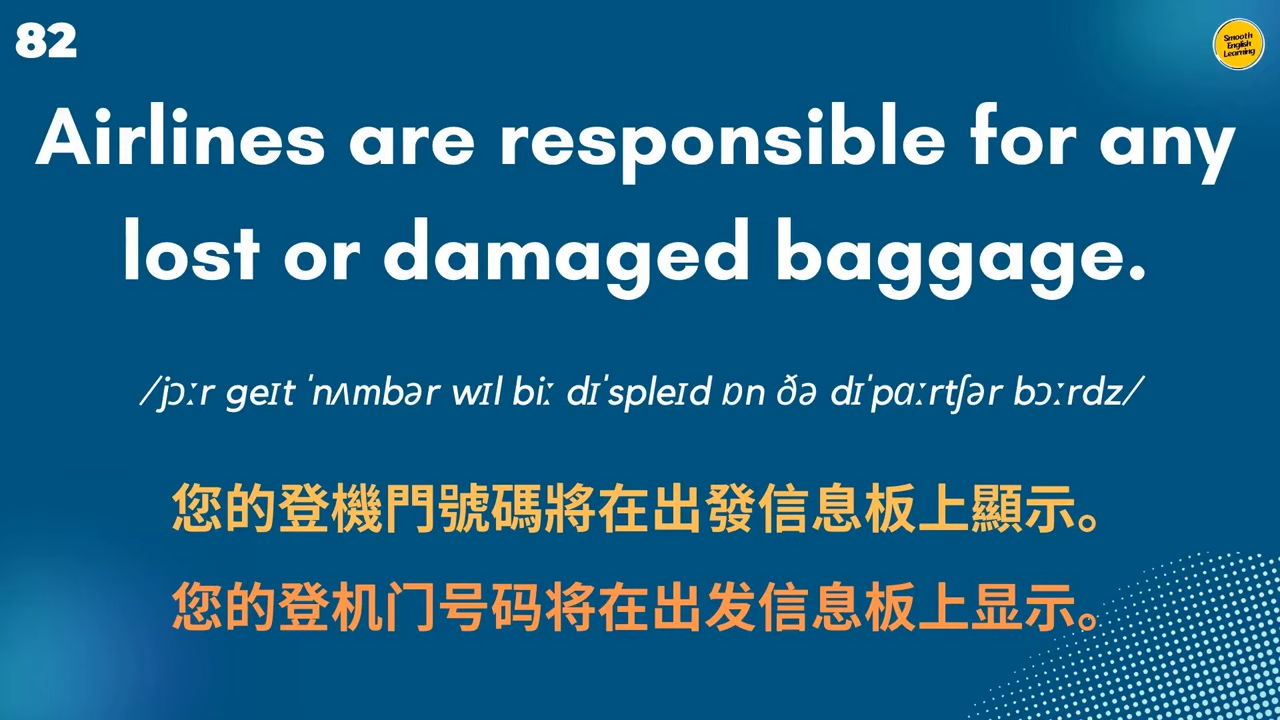 82
Smooth
English
Learning
Airlines are responsible for any
lost or damaged baggage.
/jɔːr ɡeɪt ˈnʌmbər wɪl biː dɪˈspleɪd ɒn ðə dɪˈpɑːrtʃər bɔːrdz/
您的登機門號碼將在出發信息板上顯示。
您的登机门号码将在出发信息板上显示。